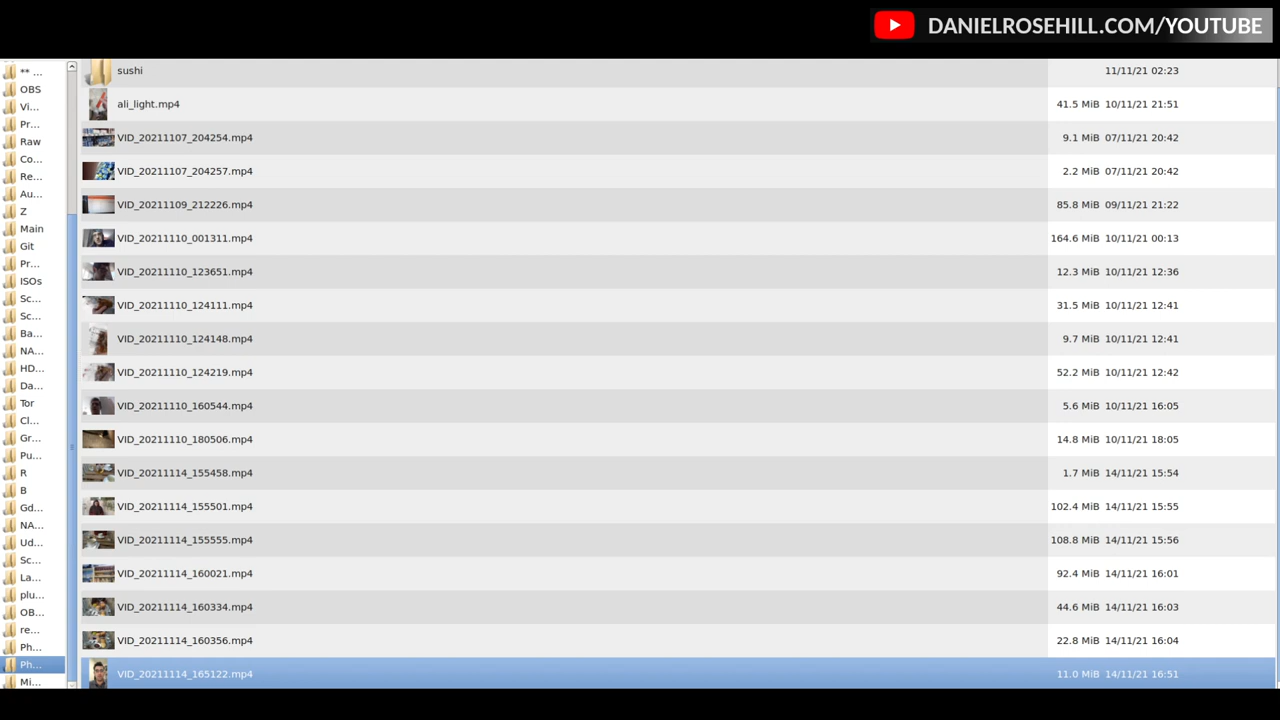 DANIELROSEHILL.COM/YOUTUBE
** ...
OBS
Vi...
Pr...
Raw
Co...
Re...
Au...
Z
Main
Git
Pr...
ISOs
Sc...
Sc...
Ba...
NA...
HD...
Da...
Tor
Cl...
Gr...
Pu...
R
B
Gd...
NA...
Ud...
Sc...
La...
plu...
OB...
re...
Ph...
Ph...
Mi...
sushi 11/11/21 02:23
ali_light.mp4 41.5 MiB 10/11/21 21:51
VID_20211107_204254.mp4 9.1 MiB 07/11/21 20:42
VID_20211107_204257.mp4 2.2 MiB 07/11/21 20:42
VID_20211109_212226.mp4 85.8 MiB 09/11/21 21:22
VID_20211110_001311.mp4 164.6 MiB 10/11/21 00:13
VID_20211110_123651.mp4 12.3 MiB 10/11/21 12:36
VID_20211110_124111.mp4 31.5 MiB 10/11/21 12:41
VID_20211110_124148.mp4 9.7 MiB 10/11/21 12:41
VID_20211110_124219.mp4 52.2 MiB 10/11/21 12:42
VID_20211110_160544.mp4 5.6 MiB 10/11/21 16:05
VID_20211110_180506.mp4 14.8 MiB 10/11/21 18:05
VID_20211114_155458.mp4 1.7 MiB 14/11/21 15:54
VID_20211114_155501.mp4 102.4 MiB 14/11/21 15:55
VID_20211114_155555.mp4 108.8 MiB 14/11/21 15:56
VID_20211114_160021.mp4 92.4 MiB 14/11/21 16:01
VID_20211114_160334.mp4 44.6 MiB 14/11/21 16:03
VID_20211114_160356.mp4 22.8 MiB 14/11/21 16:04
VID_20211114_165122.mp4 11.0 MiB 14/11/21 16:51